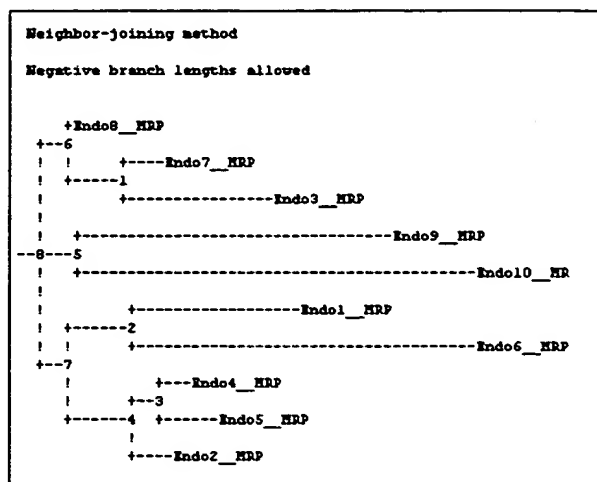 Neighbor-joining method
Negative branch lengths allowed
+Endo8__MRP
+--6
! ! +----Endo7__MRP
! +-----1
! +----------------Endo3__MRP
!
! +----------------------------------Endo9__MRP
--8---5
! +-------------------------------------------Endo10__MR
!
! +------------------Endo1__MRP
! +------2
! ! +-------------------------------------Endo6__MRP
+--7
! +---Endo4__MRP
! +--3
+------4 +------Endo5__MRP
!
+----Endo2__MRP